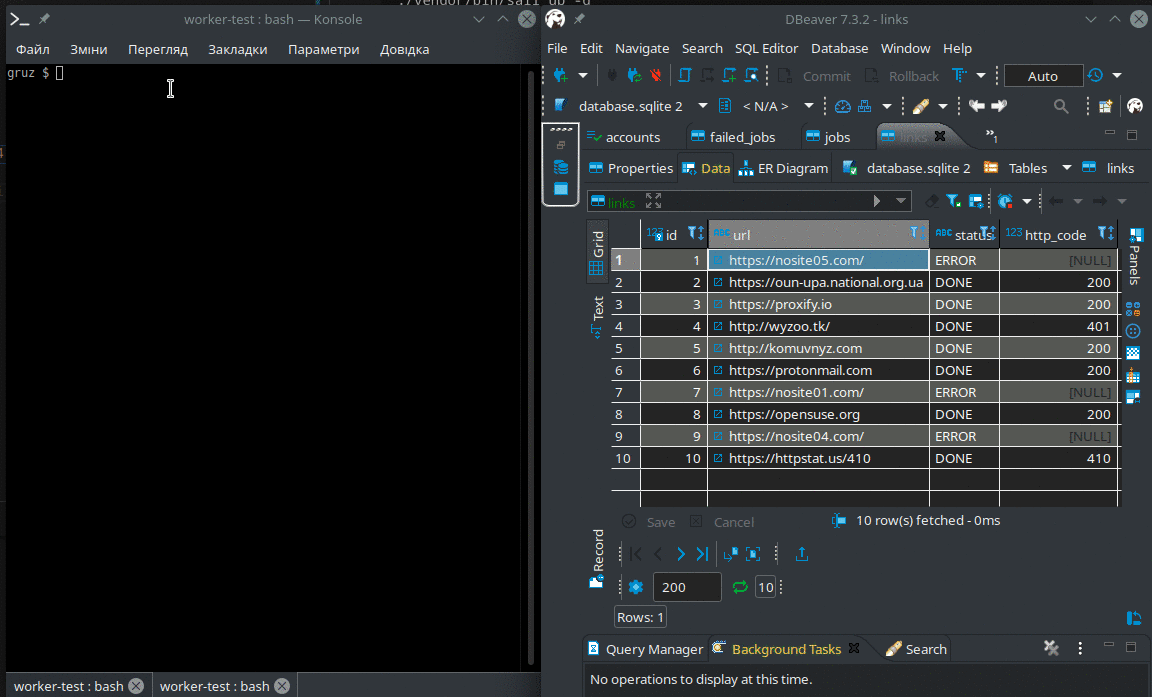 ./vendor/bin/sail up -d
worker-test : bash — Konsole
Файл Зміни Перегляд Закладки Параметри Довідка
gruz $
worker-test : bash worker-test : bash
DBeaver 7.3.2 - links
File Edit Navigate Search SQL Editor Database Window Help
Commit Rollback Auto
database.sqlite 2 < N/A >
accounts failed_jobs jobs links 1
Properties Data ER Diagram database.sqlite 2 Tables links
links
Grid
Text
Record
Panels
123 id ABC url ABC status 123 http_code
1 1 https://nosite05.com/ ERROR [NULL]
2 2 https://oun-upa.national.org.ua DONE 200
3 3 https://proxify.io DONE 200
4 4 http://wyzoo.tk/ DONE 401
5 5 http://komuvnyz.com DONE 200
6 6 https://protonmail.com DONE 200
7 7 https://nosite01.com/ ERROR [NULL]
8 8 https://opensuse.org DONE 200
9 9 https://nosite04.com/ ERROR [NULL]
10 10 https://httpstat.us/410 DONE 410
Save Cancel 10 row(s) fetched - 0ms
200 10
Rows: 1
Query Manager Background Tasks Search
No operations to display at this time.